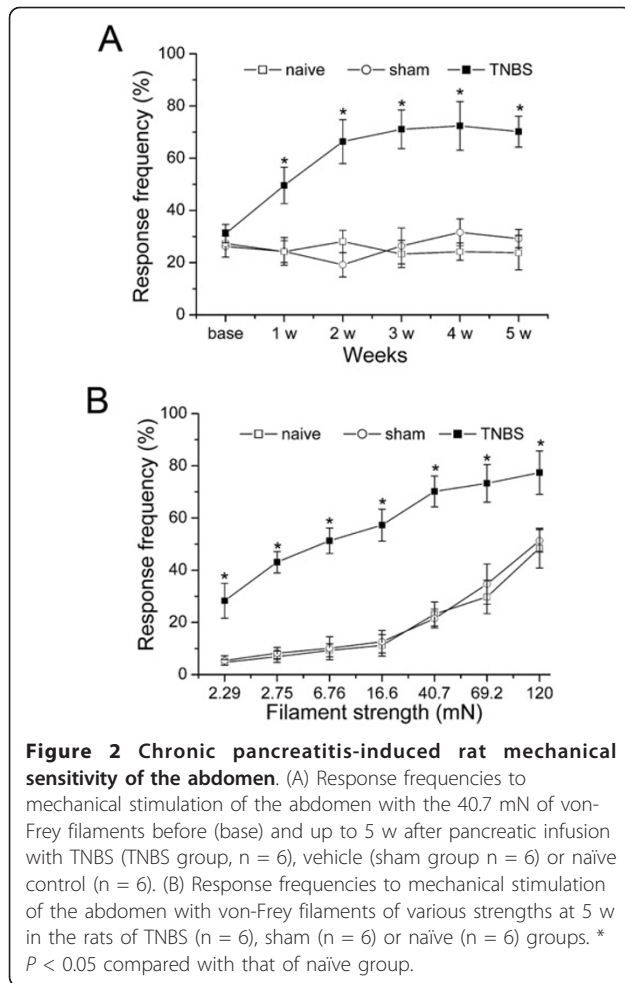 A
naive sham TNBS
Response frequency (%)
100
80
60
40
20
0
* * * * *
base 1 w 2 w 3 w 4 w 5 w
Weeks
B
naive sham TNBS
Response frequency (%)
100
80
60
40
20
0
* * * * * * *
2.29 2.75 6.76 16.6 40.7 69.2 120
Filament strength (mN)
Figure 2 Chronic pancreatitis-induced rat mechanical
sensitivity of the abdomen. (A) Response frequencies to
mechanical stimulation of the abdomen with the 40.7 mN of von-
Frey filaments before (base) and up to 5 w after pancreatic infusion
with TNBS (TNBS group, n = 6), vehicle (sham group n = 6) or naïve
control (n = 6). (B) Response frequencies to mechanical stimulation
of the abdomen with von-Frey filaments of various strengths at 5 w
in the rats of TNBS (n = 6), sham (n = 6) or naïve (n = 6) groups. *
P < 0.05 compared with that of naïve group.